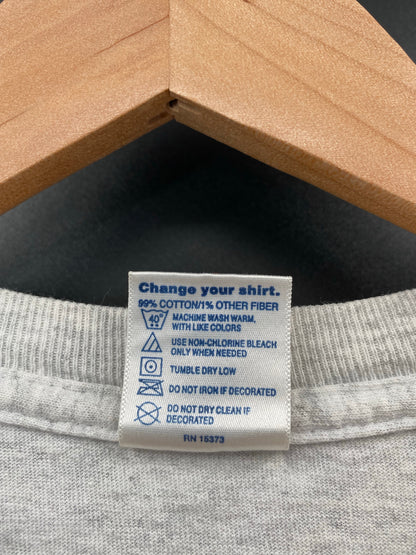 Change your shirt.
99% COTTON/1% OTHER FIBER
40°
MACHINE WASH WARM,
WITH LIKE COLORS
USE NON-CHLORINE BLEACH
ONLY WHEN NEEDED
TUMBLE DRY LOW
DO NOT IRON IF DECORATED
DO NOT DRY CLEAN IF
DECORATED
RN 15373